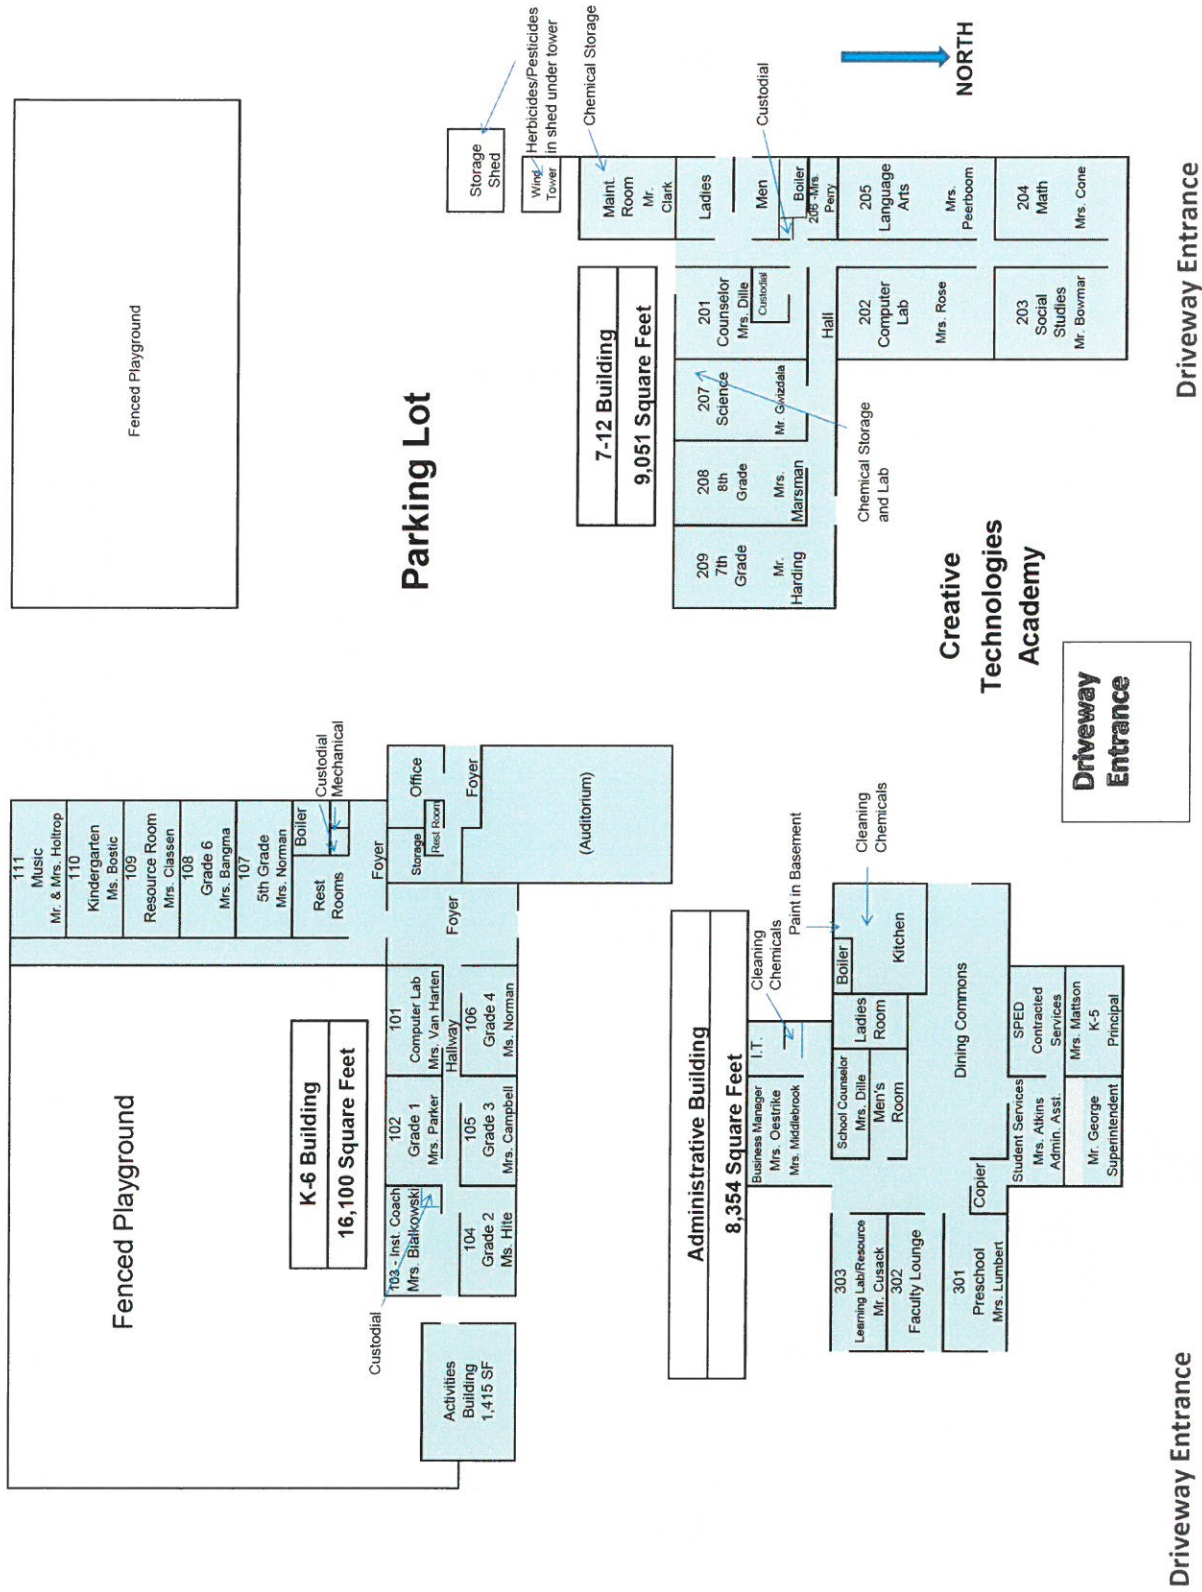 Fenced Playground
K-6 Building
16,100 Square Feet
111
Music
Mr. & Mrs. Holtrop
110
Kindergarten
Ms. Bostic
109
Resource Room
Mrs. Classen
108
Grade 6
Mrs. Bangma
107
5th Grade
Mrs. Norman
Rest
Rooms
Boiler
Custodial
Mechanical
Foyer
Storage
Rest Room
Office
Foyer
Foyer
(Auditorium)
103 - Inst. Coach
Mrs. Bialkowski
102
Grade 1
Mrs. Parker
101
Computer Lab
Mrs. Van Harten
Hallway
104
Grade 2
Ms. Hite
105
Grade 3
Mrs. Campbell
106
Grade 4
Ms. Norman
Custodial
Activities
Building
1,415 SF
Fenced Playground
Parking Lot
Storage
Shed
Wind
Tower
Herbicides/Pesticides
in shed under tower
Chemical Storage
Custodial
7-12 Building
9,051 Square Feet
Maint.
Room
Mr.
Clark
Ladies
Men
Boiler
206 -Mrs.
Perry
205
Language
Arts
Mrs.
Peerboom
204
Math
Mrs. Cone
209
7th
Grade
Mr.
Harding
208
8th
Grade
Mrs.
Marsman
207
Science
Mr. Gwizdala
201
Counselor
Mrs. Dille
Custodial
Hall
202
Computer
Lab
Mrs. Rose
203
Social
Studies
Mr. Bowmar
Chemical Storage
and Lab
NORTH
Administrative Building
8,354 Square Feet
Business Manager
Mrs. Oestrike
Mrs. Middlebrook
I.T.
Cleaning
Chemicals
Paint in Basement
Cleaning
Chemicals
School Counselor
Mrs. Dille
Men's
Room
Ladies
Room
Boiler
Kitchen
303
Learning Lab/Resource
Mr. Cusack
302
Faculty Lounge
301
Preschool
Mrs. Lumbert
Copier
Dining Commons
Student Services
Mrs. Atkins
Admin. Asst.
Mr. George
Superintendent
SPED
Contracted
Services
Mrs. Mattson
K-5
Principal
Creative
Technologies
Academy
Driveway
Entrance
Driveway Entrance
Driveway Entrance